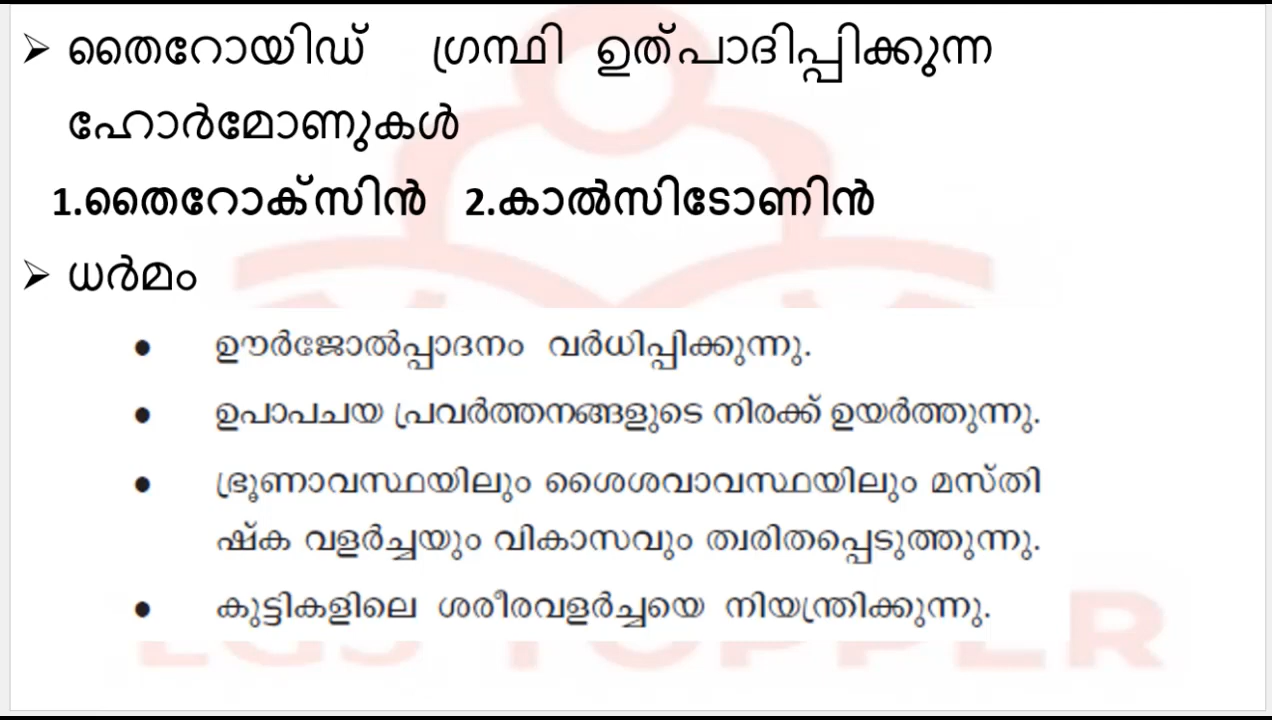 ➢ തൈറോയിഡ് ഗ്രന്ഥി ഉത്പാദിപ്പിക്കുന്ന
ഹോർമോണുകൾ
1.തൈറോക്സിൻ 2.കാൽസിടോണിൻ
➢ ധർമം
● ഊർജോൽപ്പാദനം വർധിപ്പിക്കുന്നു.
● ഉപാപചയ പ്രവർത്തനങ്ങളുടെ നിരക്ക് ഉയർത്തുന്നു.
● ഭ്രൂണാവസ്ഥയിലും ശൈശവാവസ്ഥയിലും മസ്തി
ഷ്ക വളർച്ചയും വികാസവും ത്വരിതപ്പെടുത്തുന്നു.
● കുട്ടികളിലെ ശരീരവളർച്ചയെ നിയന്ത്രിക്കുന്നു.